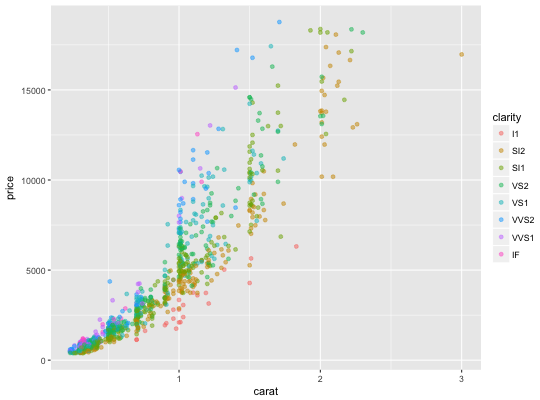 price
15000
10000
5000
0
1
2
3
carat
clarity
I1
SI2
SI1
VS2
VS1
VVS2
VVS1
IF